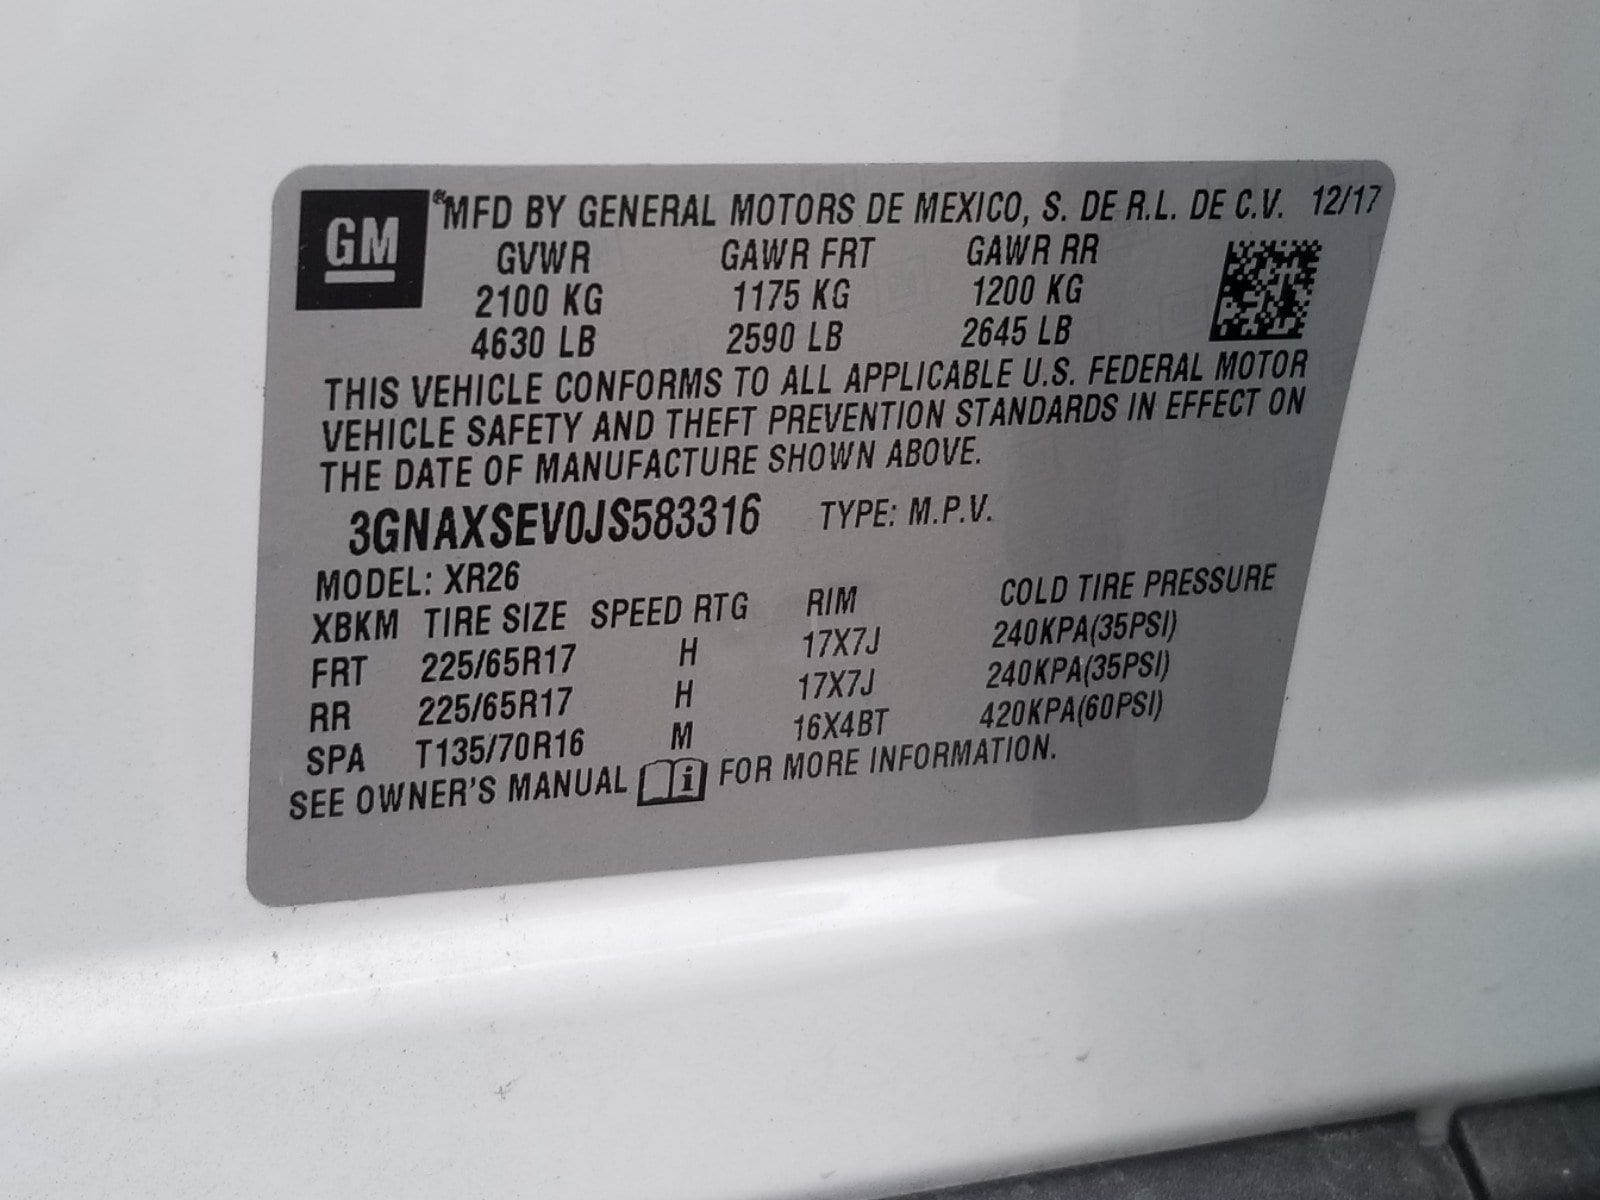 GM
MFD BY GENERAL MOTORS DE MEXICO, S. DE R.L. DE C.V. 12/17
GVWR GAWR FRT GAWR RR
2100 KG 1175 KG 1200 KG
4630 LB 2590 LB 2645 LB
THIS VEHICLE CONFORMS TO ALL APPLICABLE U.S. FEDERAL MOTOR
VEHICLE SAFETY AND THEFT PREVENTION STANDARDS IN EFFECT ON
THE DATE OF MANUFACTURE SHOWN ABOVE.
3GNAXSEV0JS583316 TYPE: M.P.V.
MODEL: XR26
XBKM TIRE SIZE SPEED RTG RIM COLD TIRE PRESSURE
FRT 225/65R17 H 17X7J 240KPA(35PSI)
RR 225/65R17 H 17X7J 240KPA(35PSI)
SPA T135/70R16 M 16X4BT 420KPA(60PSI)
SEE OWNER'S MANUAL i FOR MORE INFORMATION.